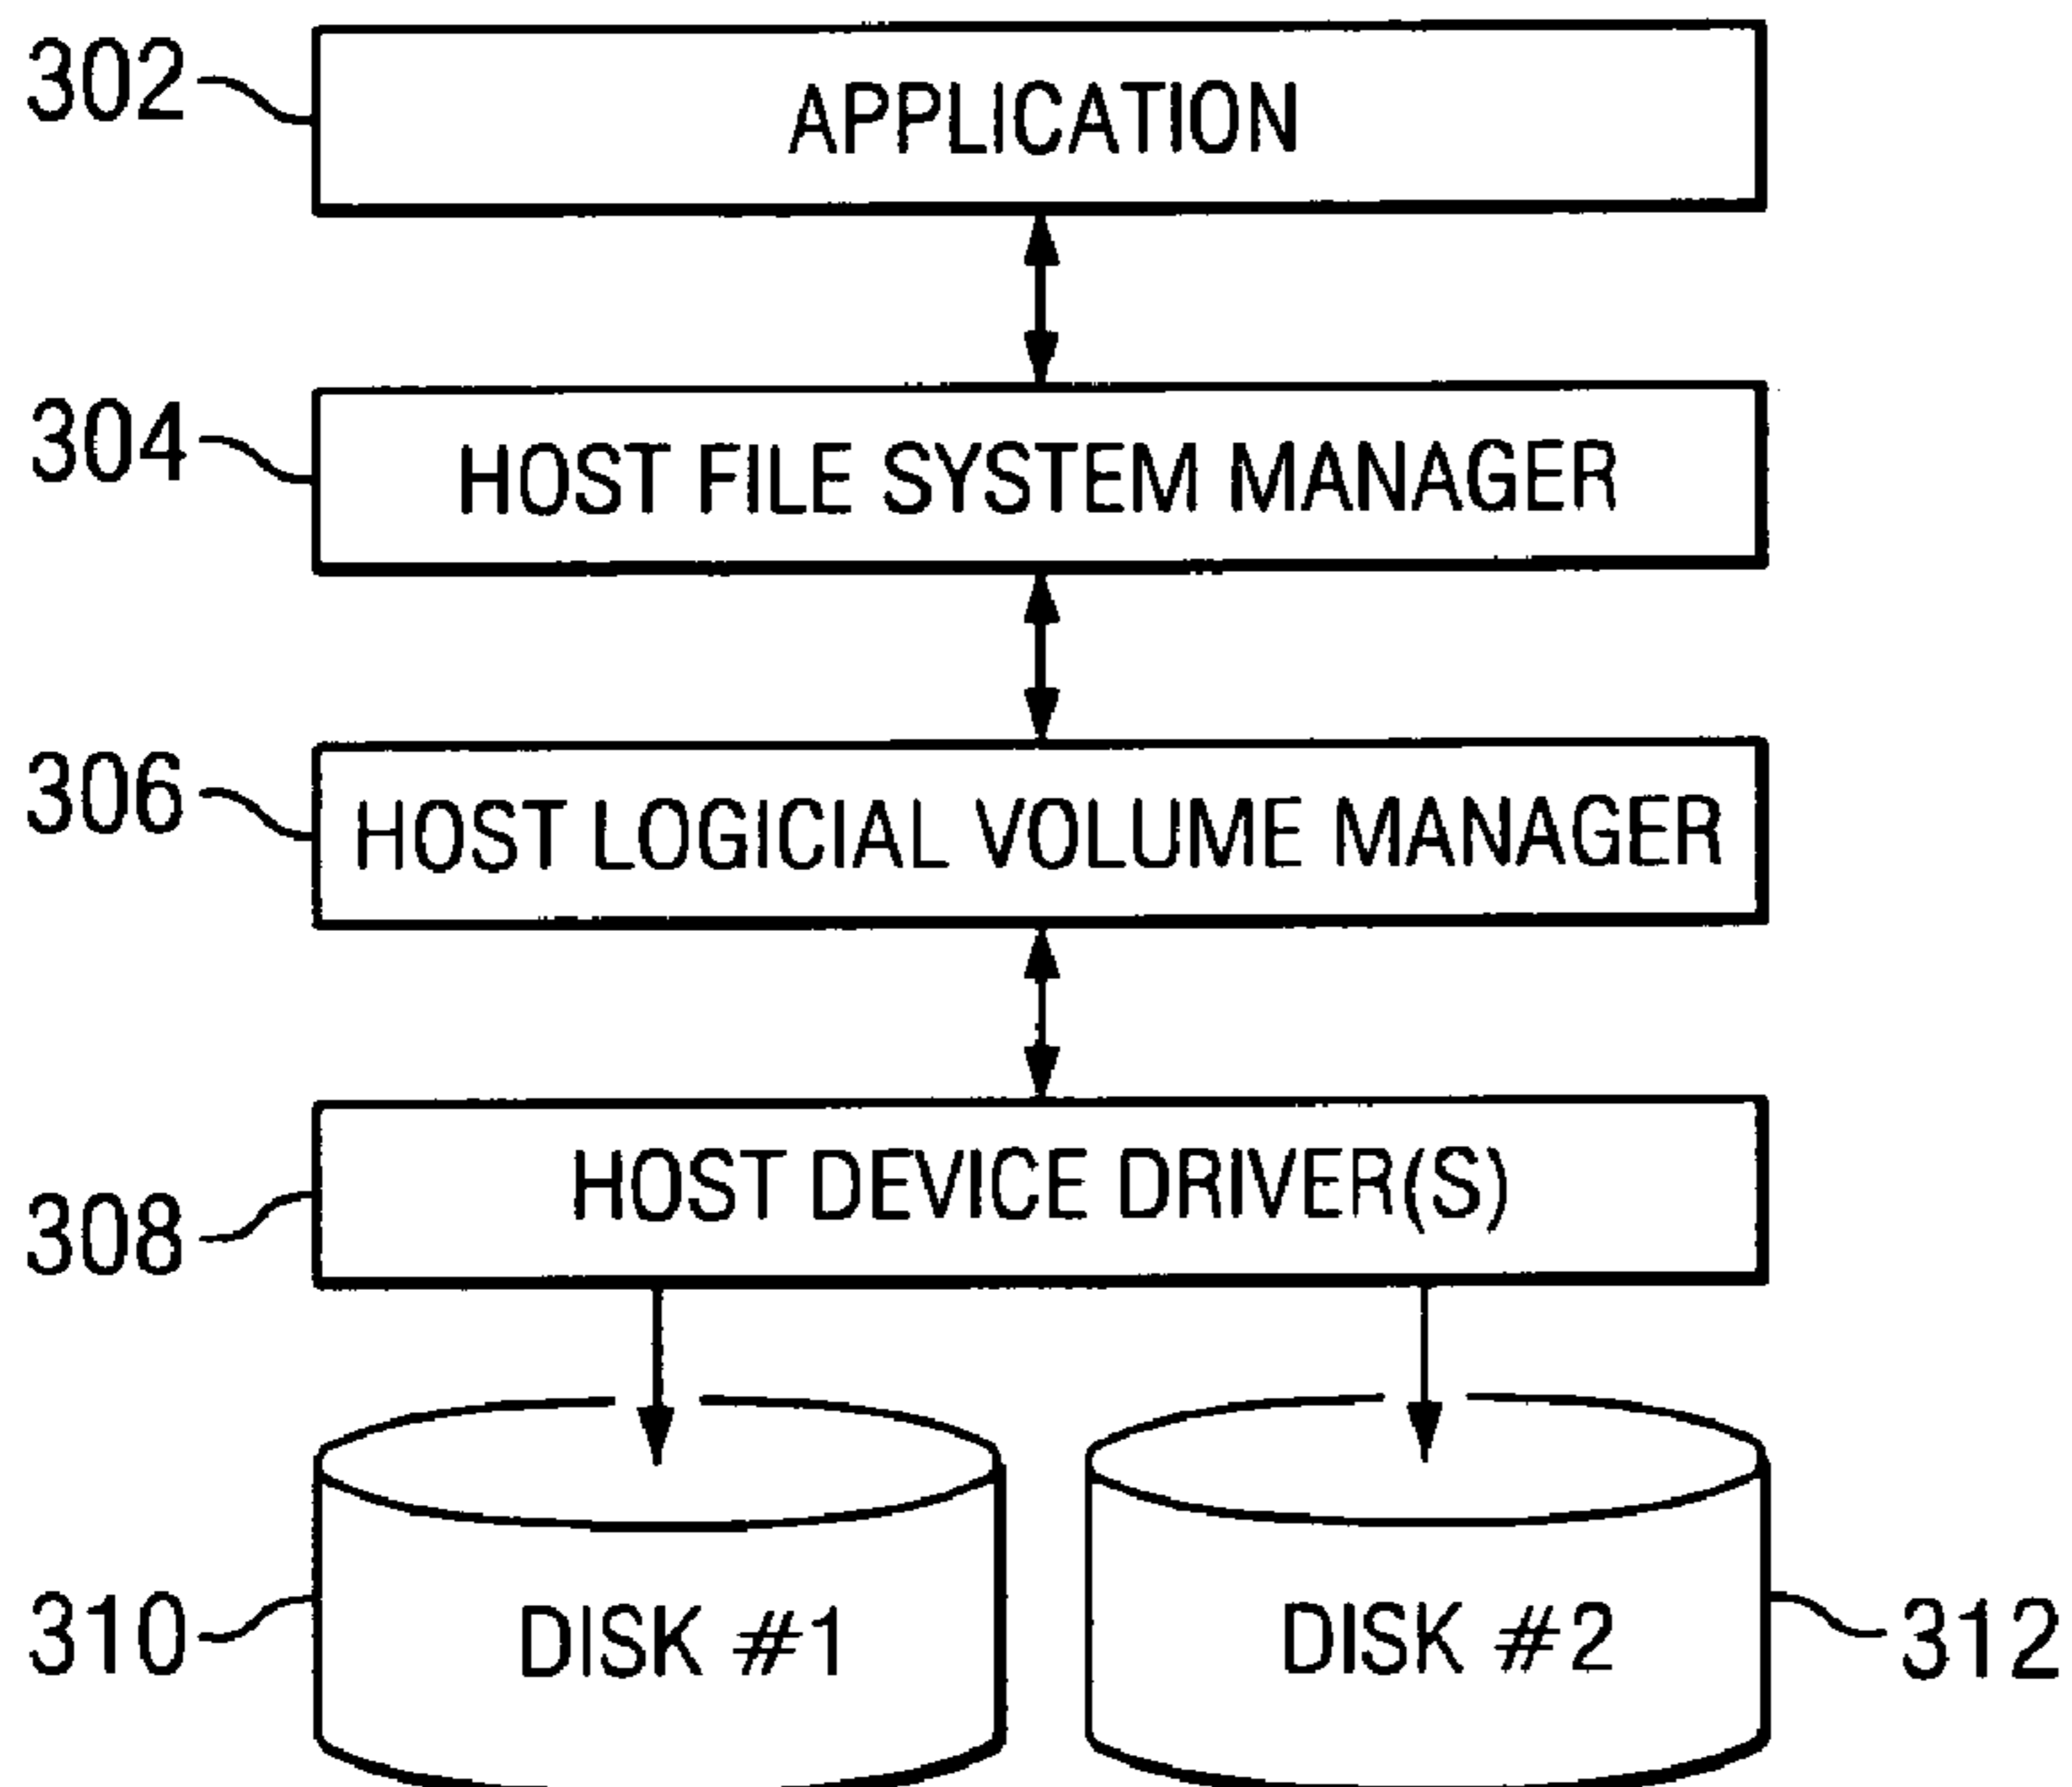 302
APPLICATION
304
HOST FILE SYSTEM MANAGER
306
HOST LOGICIAL VOLUME MANAGER
308
HOST DEVICE DRIVER(S)
310
DISK #1
DISK #2
312